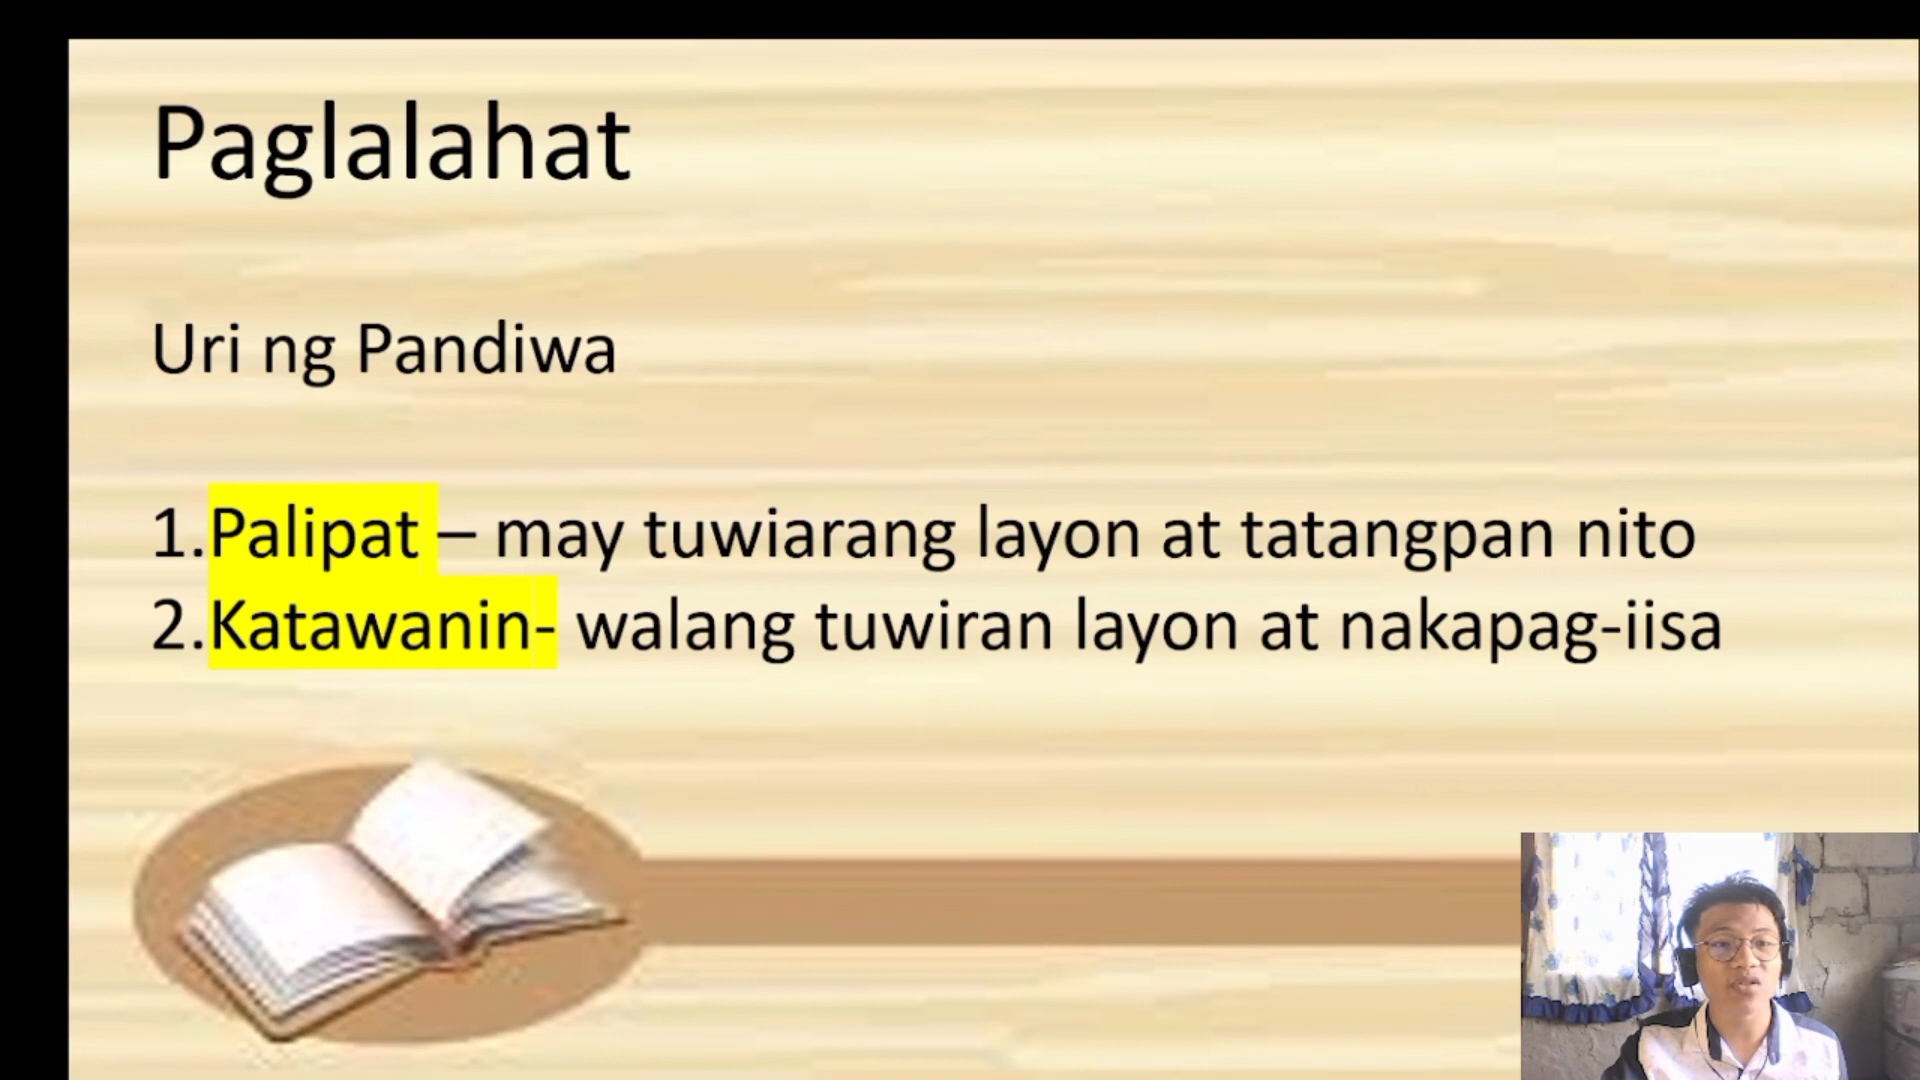 Paglalahat
Uri ng Pandiwa
1.Palipat – may tuwiarang layon at tatangpan nito
2.Katawanin- walang tuwiran layon at nakapag-iisa